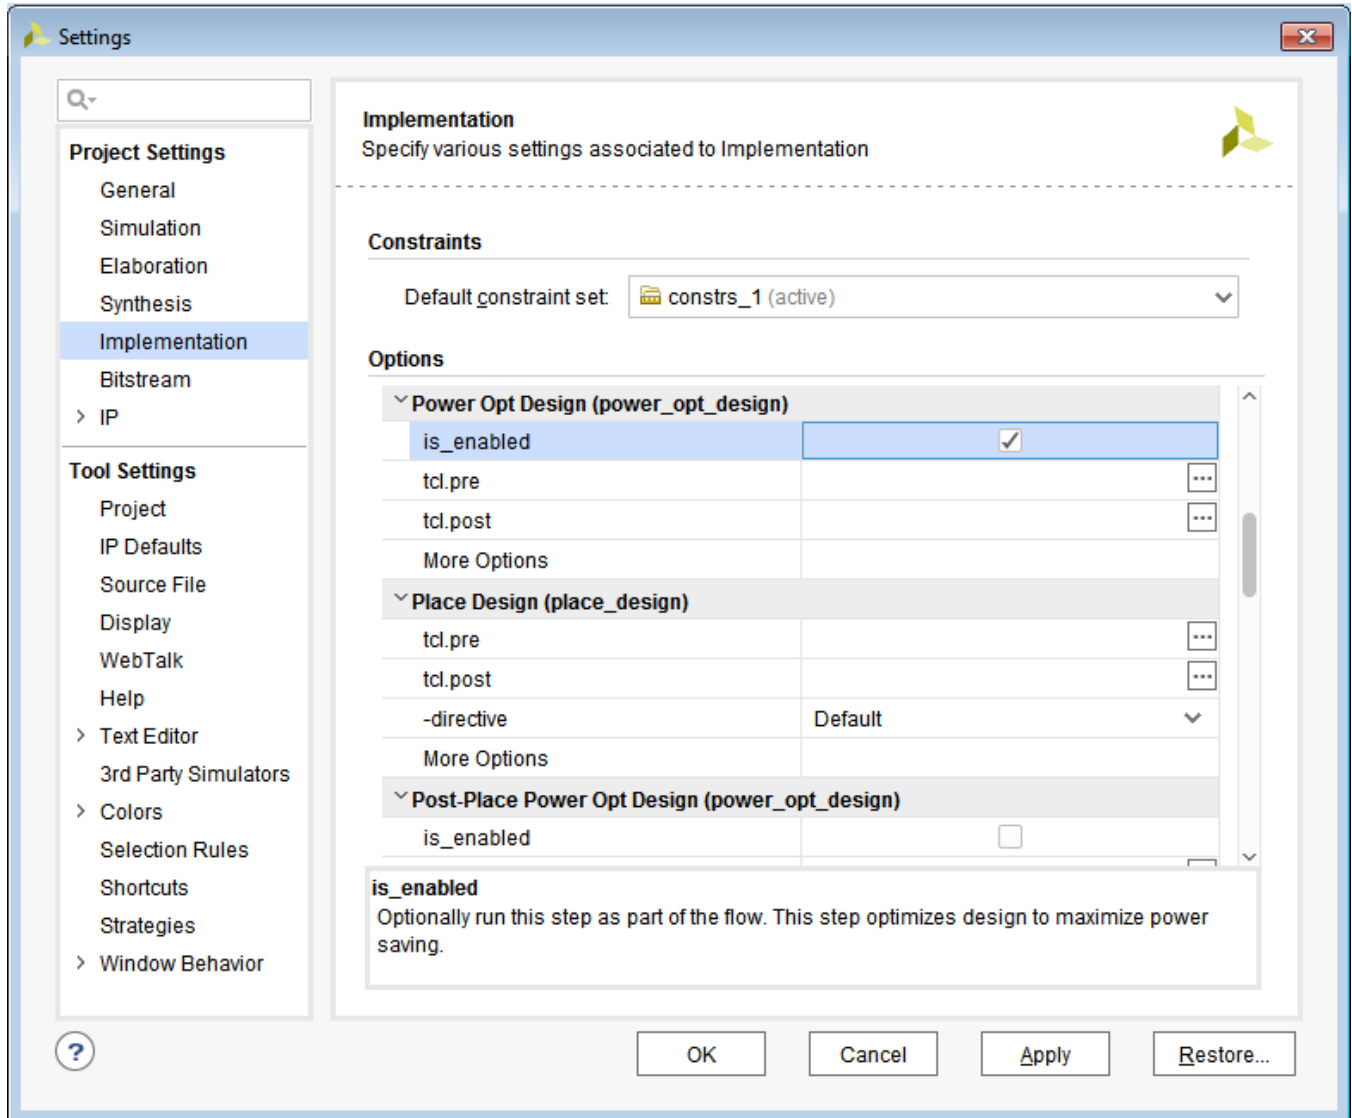 Settings
Project Settings
General
Simulation
Elaboration
Synthesis
Implementation
Bitstream
IP
Tool Settings
Project
IP Defaults
Source File
Display
WebTalk
Help
Text Editor
3rd Party Simulators
Colors
Selection Rules
Shortcuts
Strategies
Window Behavior
Implementation
Specify various settings associated to Implementation
Constraints
Default constraint set: constrs_1 (active)
Options
Power Opt Design (power_opt_design)
is_enabled
tcl.pre
tcl.post
More Options
Place Design (place_design)
tcl.pre
tcl.post
-directive Default
More Options
Post-Place Power Opt Design (power_opt_design)
is_enabled
is_enabled
Optionally run this step as part of the flow. This step optimizes design to maximize power
saving.
? OK Cancel Apply Restore...